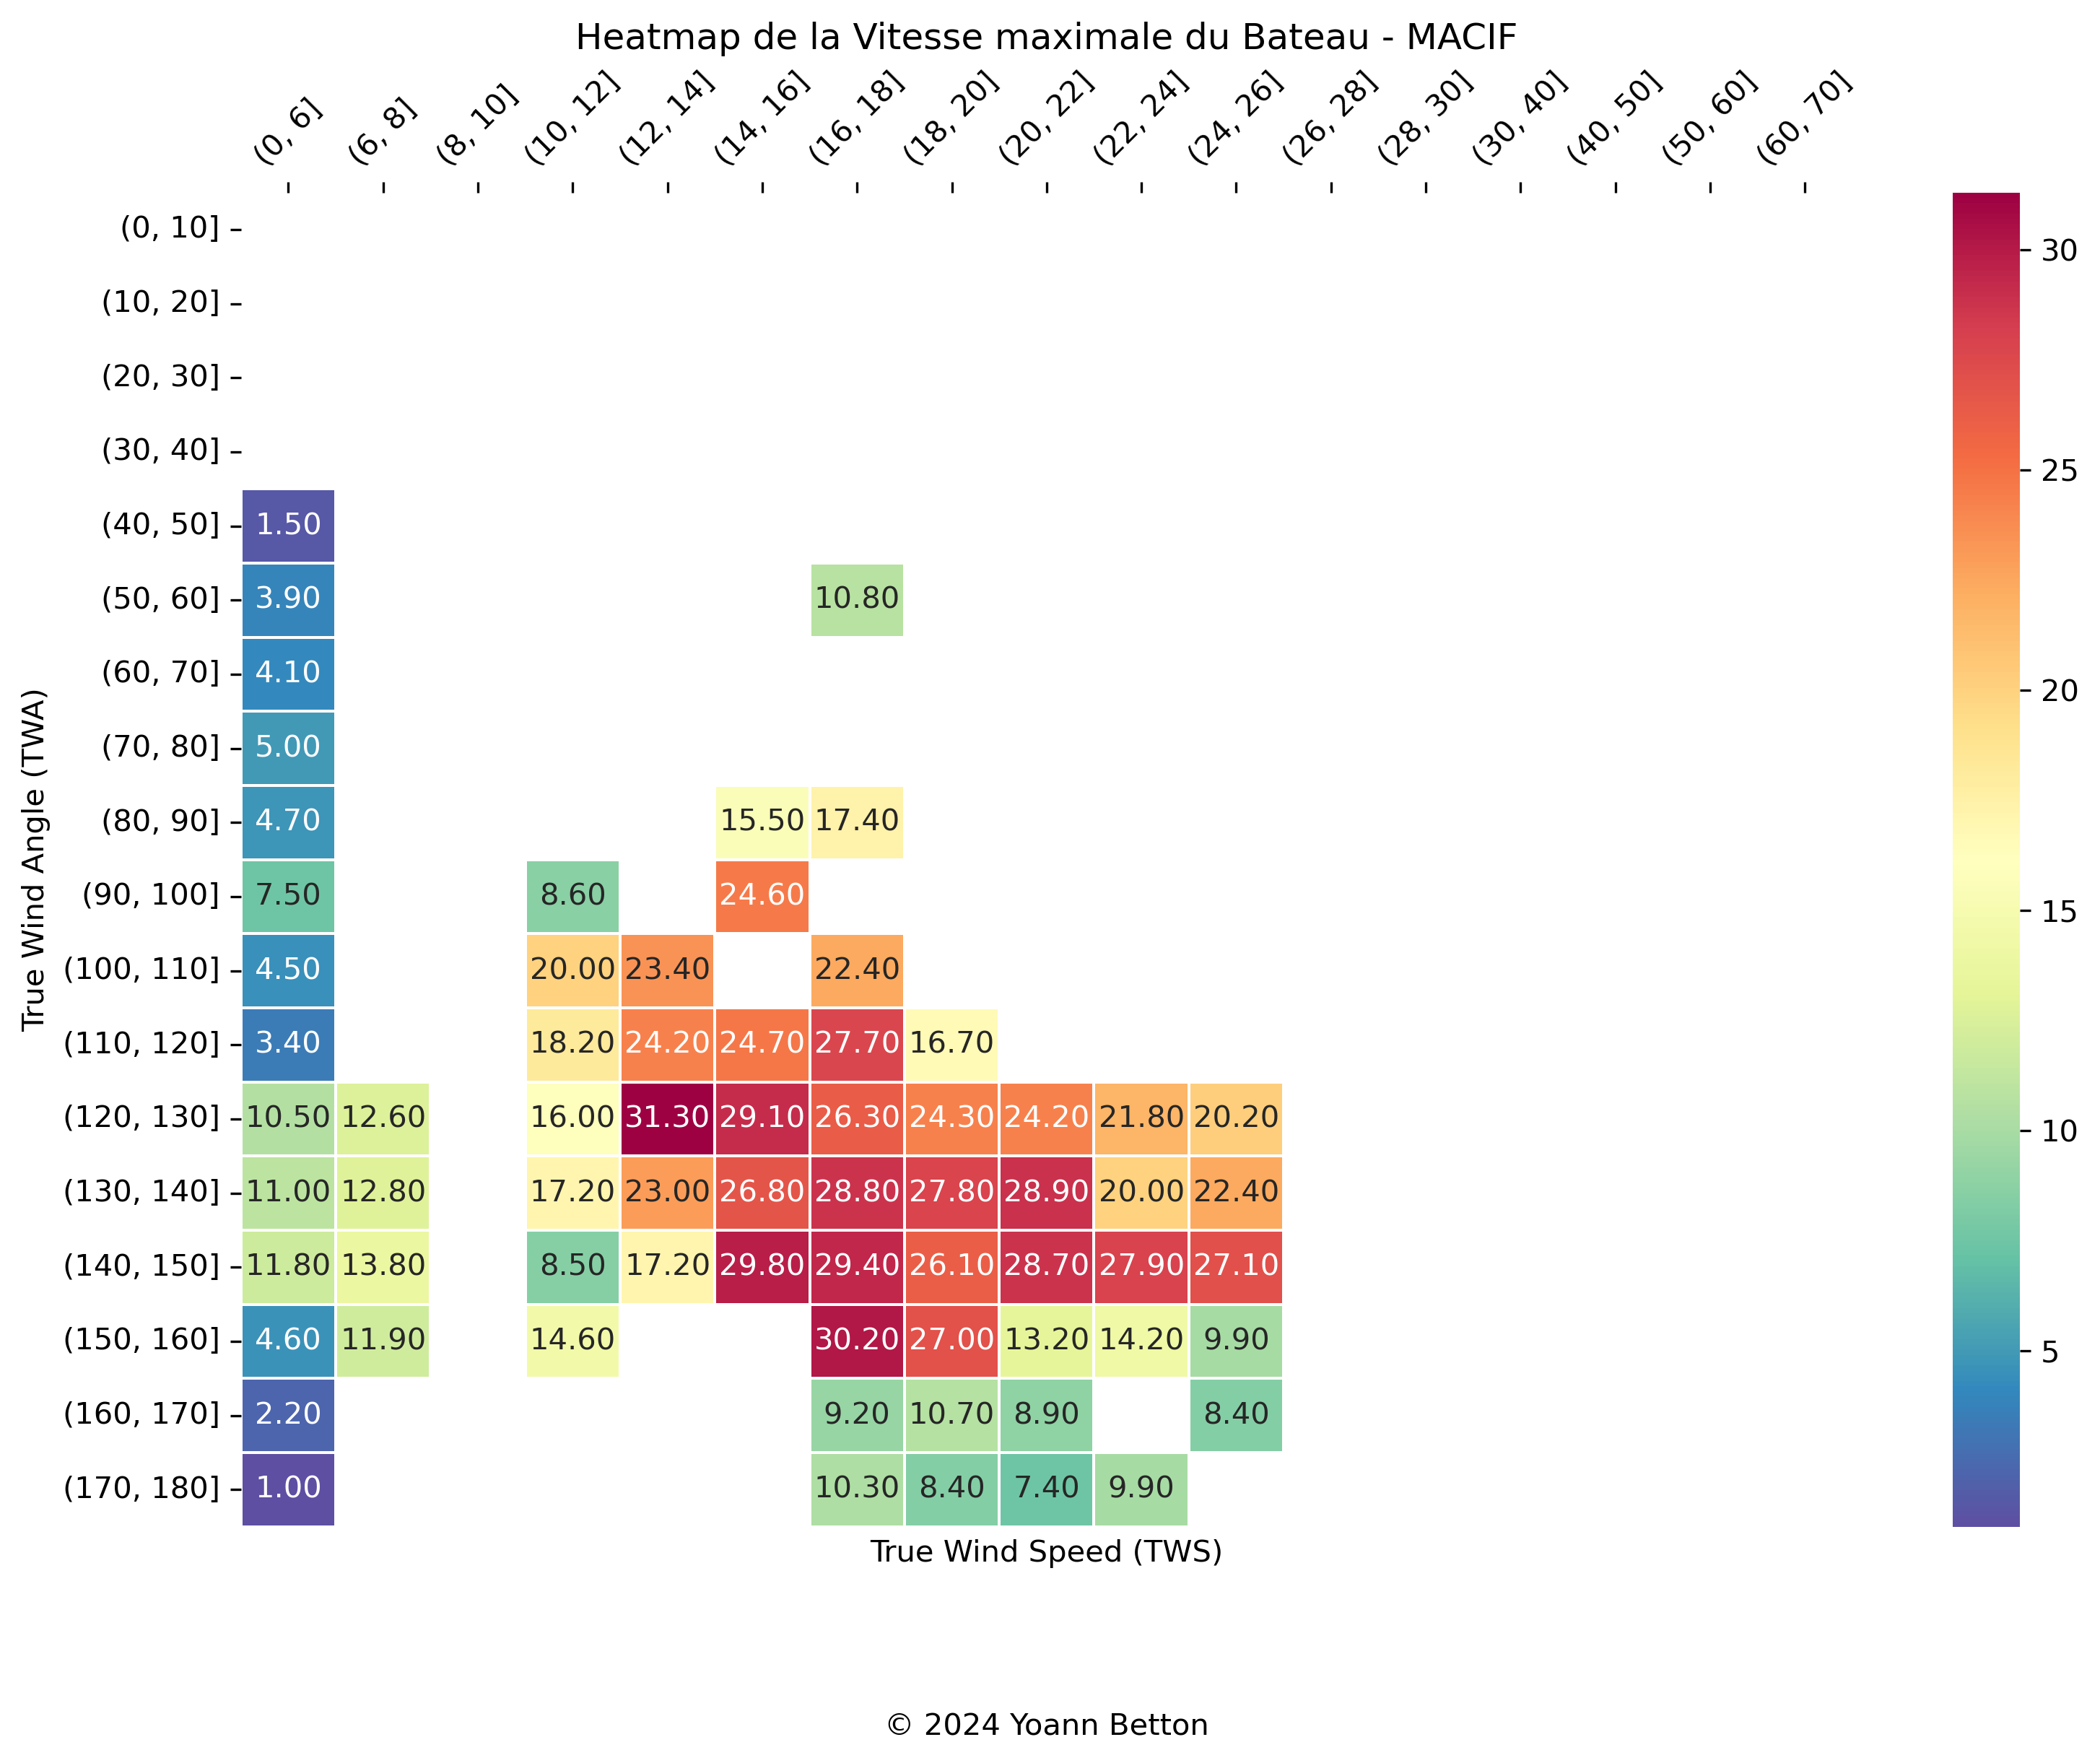 Heatmap de la Vitesse maximale du Bateau - MACIF
(0, 6] (6, 8] (8, 10] (10, 12] (12, 14] (14, 16] (16, 18] (18, 20] (20, 22] (22, 24] (24, 26] (26, 28] (28, 30] (30, 40] (40, 50] (50, 60] (60, 70]
(0, 10]
(10, 20]
(20, 30]
(30, 40]
(40, 50] 1.50
(50, 60] 3.90 10.80
(60, 70] 4.10
(70, 80] 5.00
(80, 90] 4.70 15.50 17.40
(90, 100] 7.50 8.60 24.60
(100, 110] 4.50 20.00 23.40 22.40
(110, 120] 3.40 18.20 24.20 24.70 27.70 16.70
(120, 130] 10.50 12.60 16.00 31.30 29.10 26.30 24.30 24.20 21.80 20.20
(130, 140] 11.00 12.80 17.20 23.00 26.80 28.80 27.80 28.90 20.00 22.40
(140, 150] 11.80 13.80 8.50 17.20 29.80 29.40 26.10 28.70 27.90 27.10
(150, 160] 4.60 11.90 14.60 30.20 27.00 13.20 14.20 9.90
(160, 170] 2.20 9.20 10.70 8.90 8.40
(170, 180] 1.00 10.30 8.40 7.40 9.90
True Wind Angle (TWA)
True Wind Speed (TWS)
30
25
20
15
10
5
© 2024 Yoann Betton